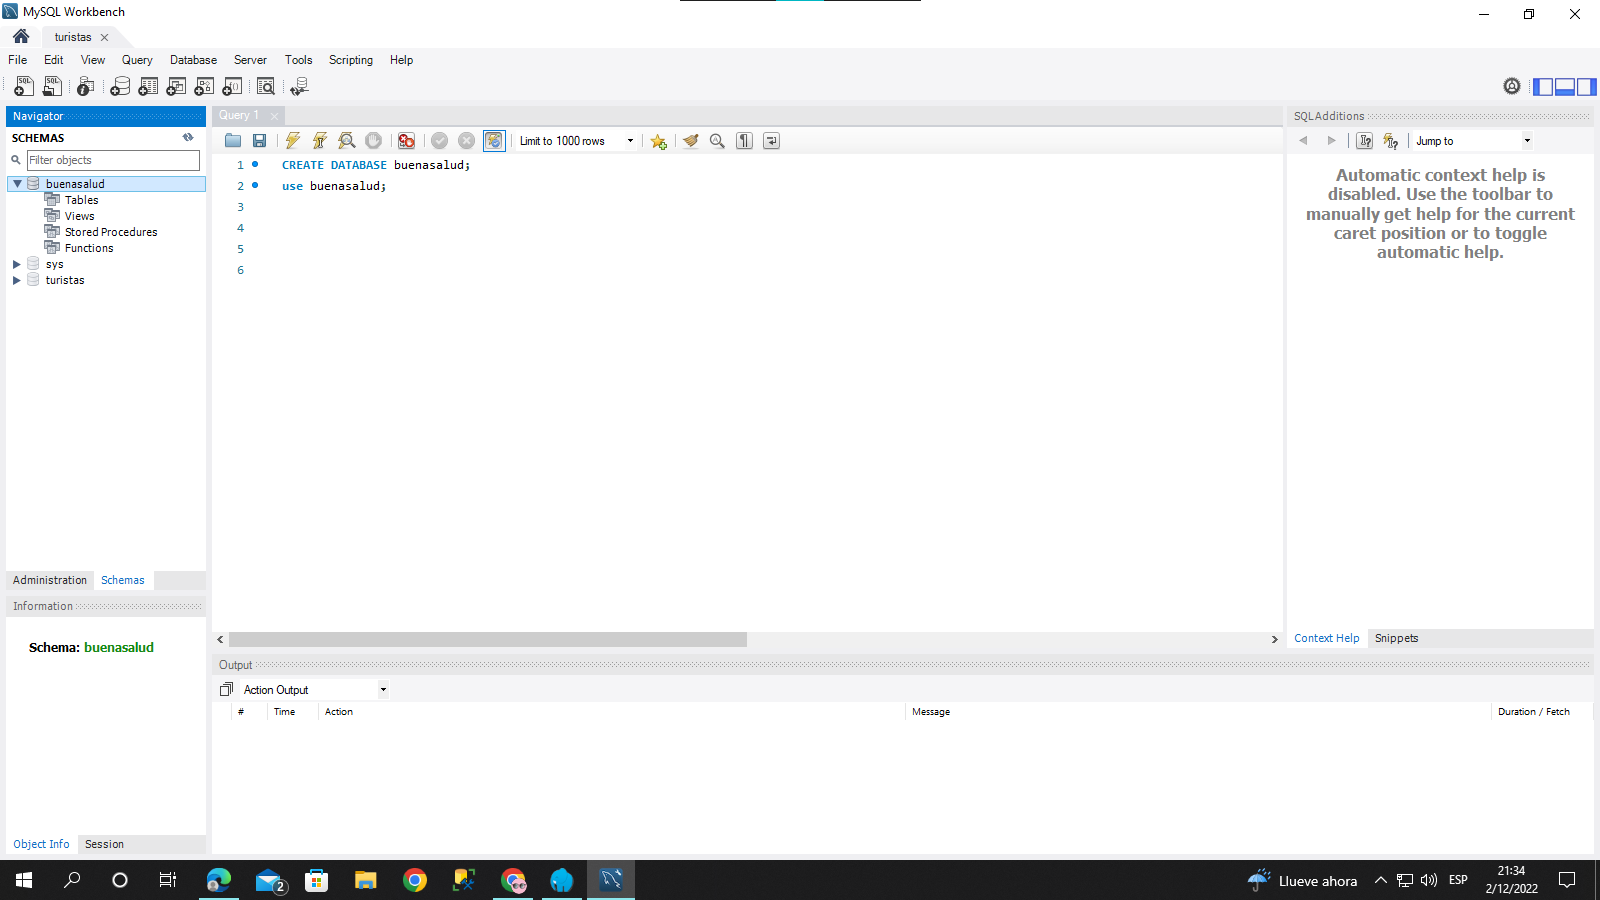 MySQL Workbench
turistas
File Edit View Query Database Server Tools Scripting Help
Navigator
SCHEMAS
Filter objects
buenasalud
Tables
Views
Stored Procedures
Functions
sys
turistas
Administration Schemas
Information
Schema: buenasalud
Object Info Session
Query 1
Limit to 1000 rows
1 CREATE DATABASE buenasalud;
2 use buenasalud;
3
4
5
6
SQLAdditions
Jump to
Automatic context help is
disabled. Use the toolbar to
manually get help for the current
caret position or to toggle
automatic help.
Context Help Snippets
Output
Action Output
# Time Action Message Duration / Fetch
2
Llueve ahora
ESP
21:34
2/12/2022